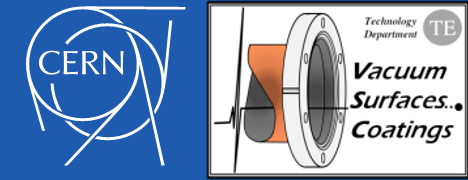 CERN
Technology
Department
TE
Vacuum
Surfaces..
Coatings